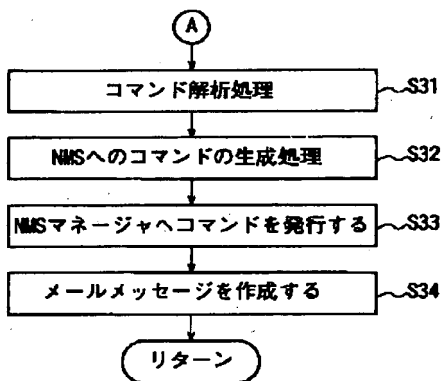 A
コマンド解析処理 S31
NMSへのコマンドの生成処理 S32
NMSマネージャへコマンドを発行する S33
メールメッセージを作成する S34
リターン